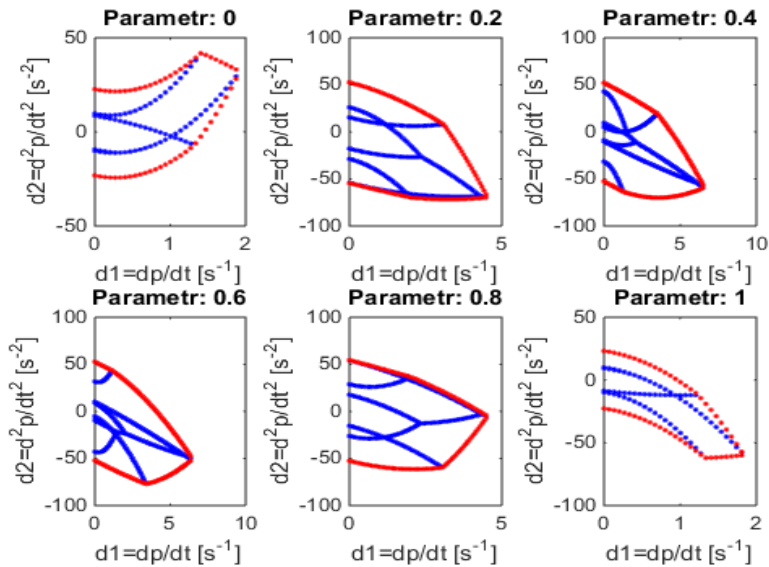 Parametr: 0
50
0
-50
0
1
2
d2=d²p/dt² [s⁻²]
d1=dp/dt [s⁻¹]
Parametr: 0.2
100
50
0
-50
-100
0
5
d2=d²p/dt² [s⁻²]
d1=dp/dt [s⁻¹]
Parametr: 0.4
100
50
0
-50
-100
0
5
10
d2=d²p/dt² [s⁻²]
d1=dp/dt [s⁻¹]
Parametr: 0.6
100
50
0
-50
-100
0
5
10
d2=d²p/dt² [s⁻²]
d1=dp/dt [s⁻¹]
Parametr: 0.8
100
50
0
-50
-100
0
5
d2=d²p/dt² [s⁻²]
d1=dp/dt [s⁻¹]
Parametr: 1
50
0
-50
-100
0
1
2
d2=d²p/dt² [s⁻²]
d1=dp/dt [s⁻¹]